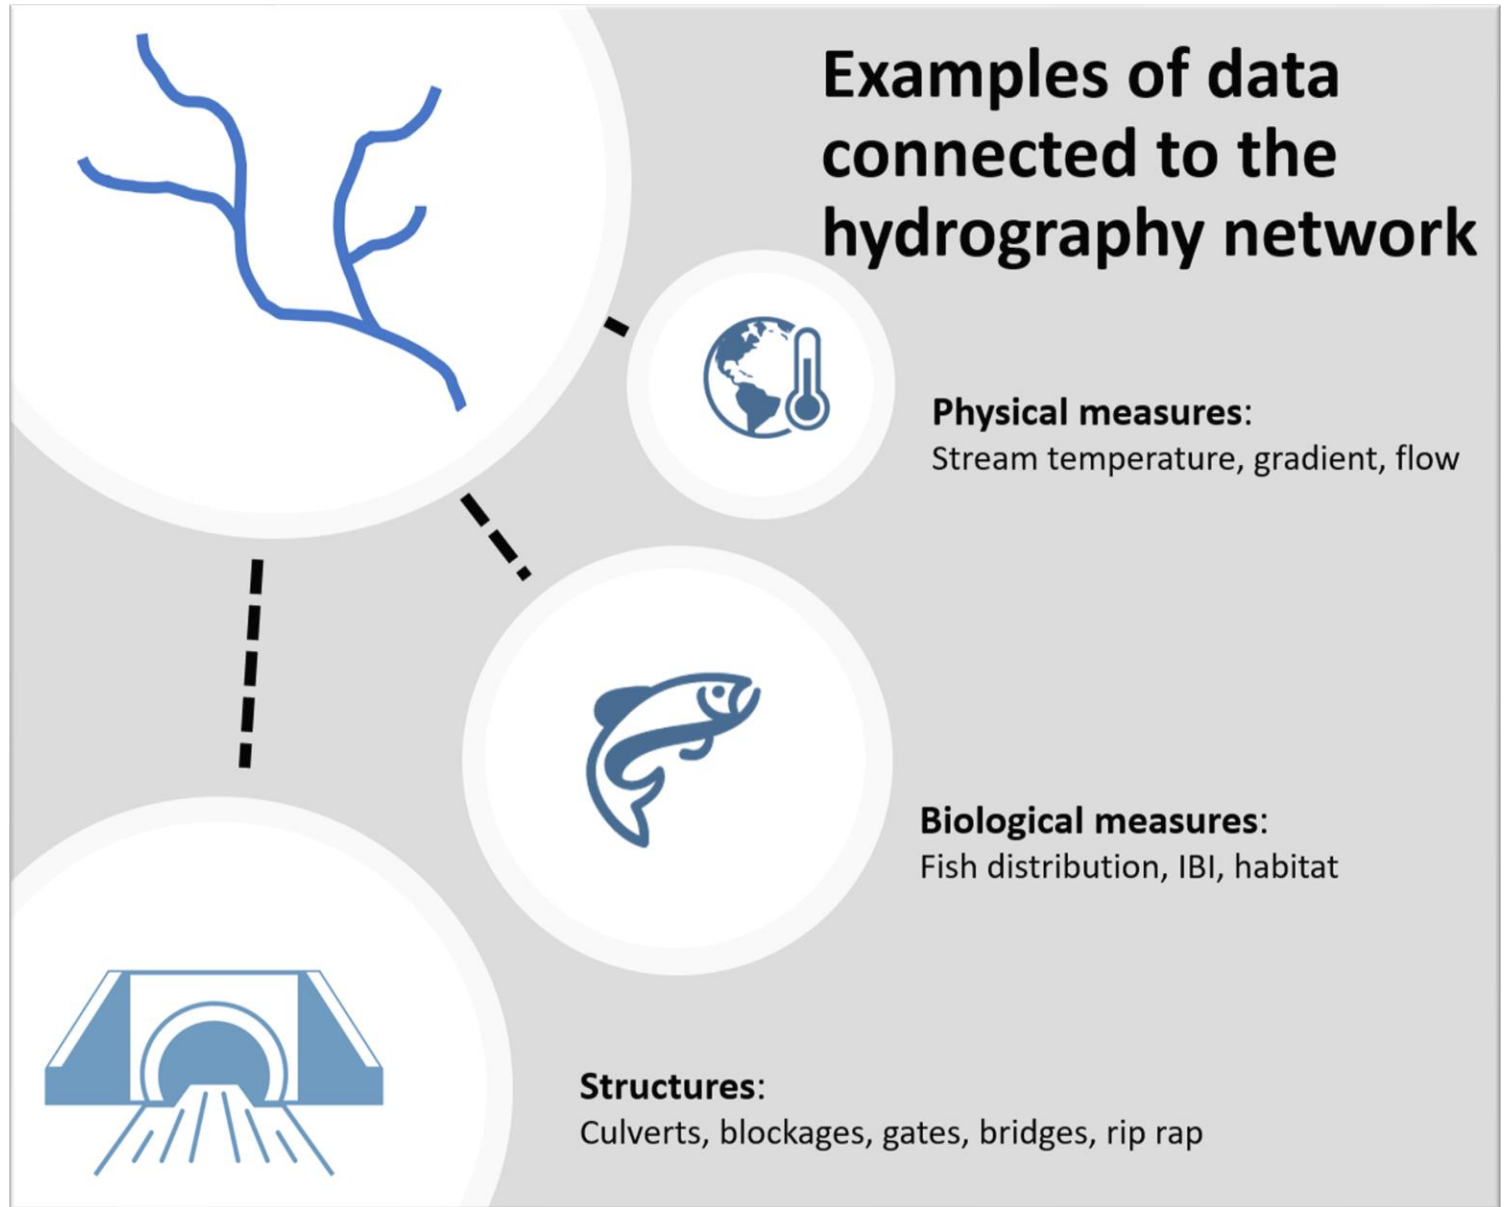 Examples of data
connected to the
hydrography network
Physical measures:
Stream temperature, gradient, flow
Biological measures:
Fish distribution, IBI, habitat
Structures:
Culverts, blockages, gates, bridges, rip rap